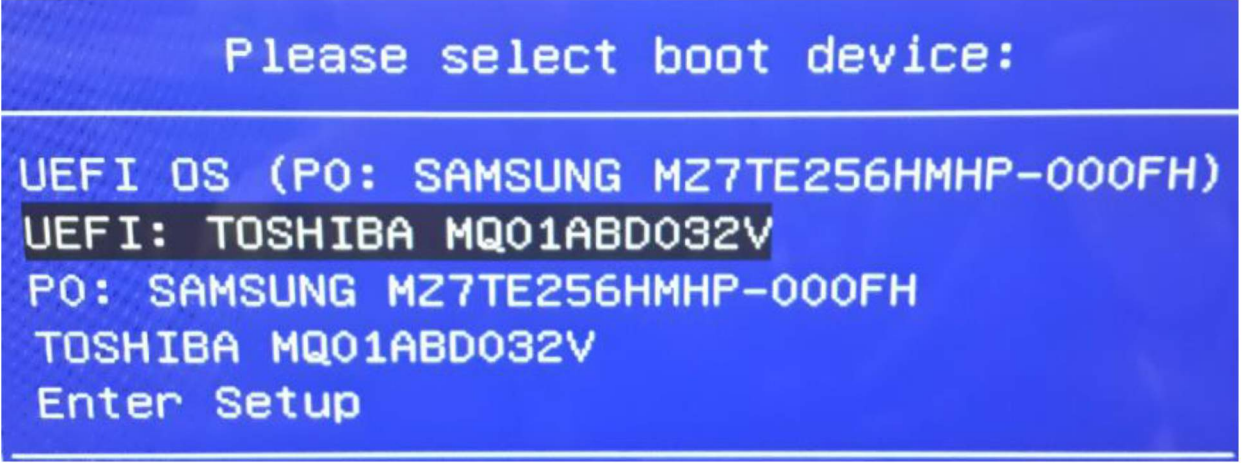 Please select boot device:
UEFI OS (P0: SAMSUNG MZ7TE256HMHP-000FH)
UEFI: TOSHIBA MQ01ABD032V
P0: SAMSUNG MZ7TE256HMHP-000FH
TOSHIBA MQ01ABD032V
Enter Setup